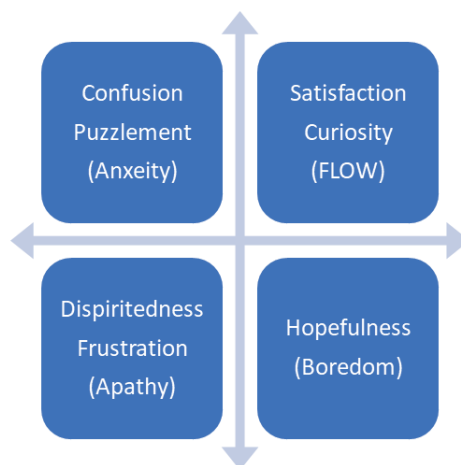 Confusion
Puzzlement
(Anxeity)
Satisfaction
Curiosity
(FLOW)
Dispiritedness
Frustration
(Apathy)
Hopefulness
(Boredom)